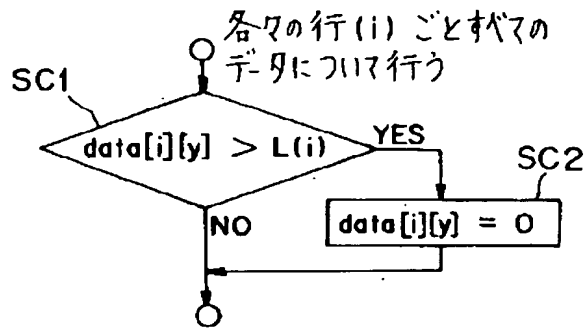 各々の行(i)ごとすべての
データについて行う
SC1
data[i][y] > L(i)
YES
SC2
NO
data[i][y] = 0